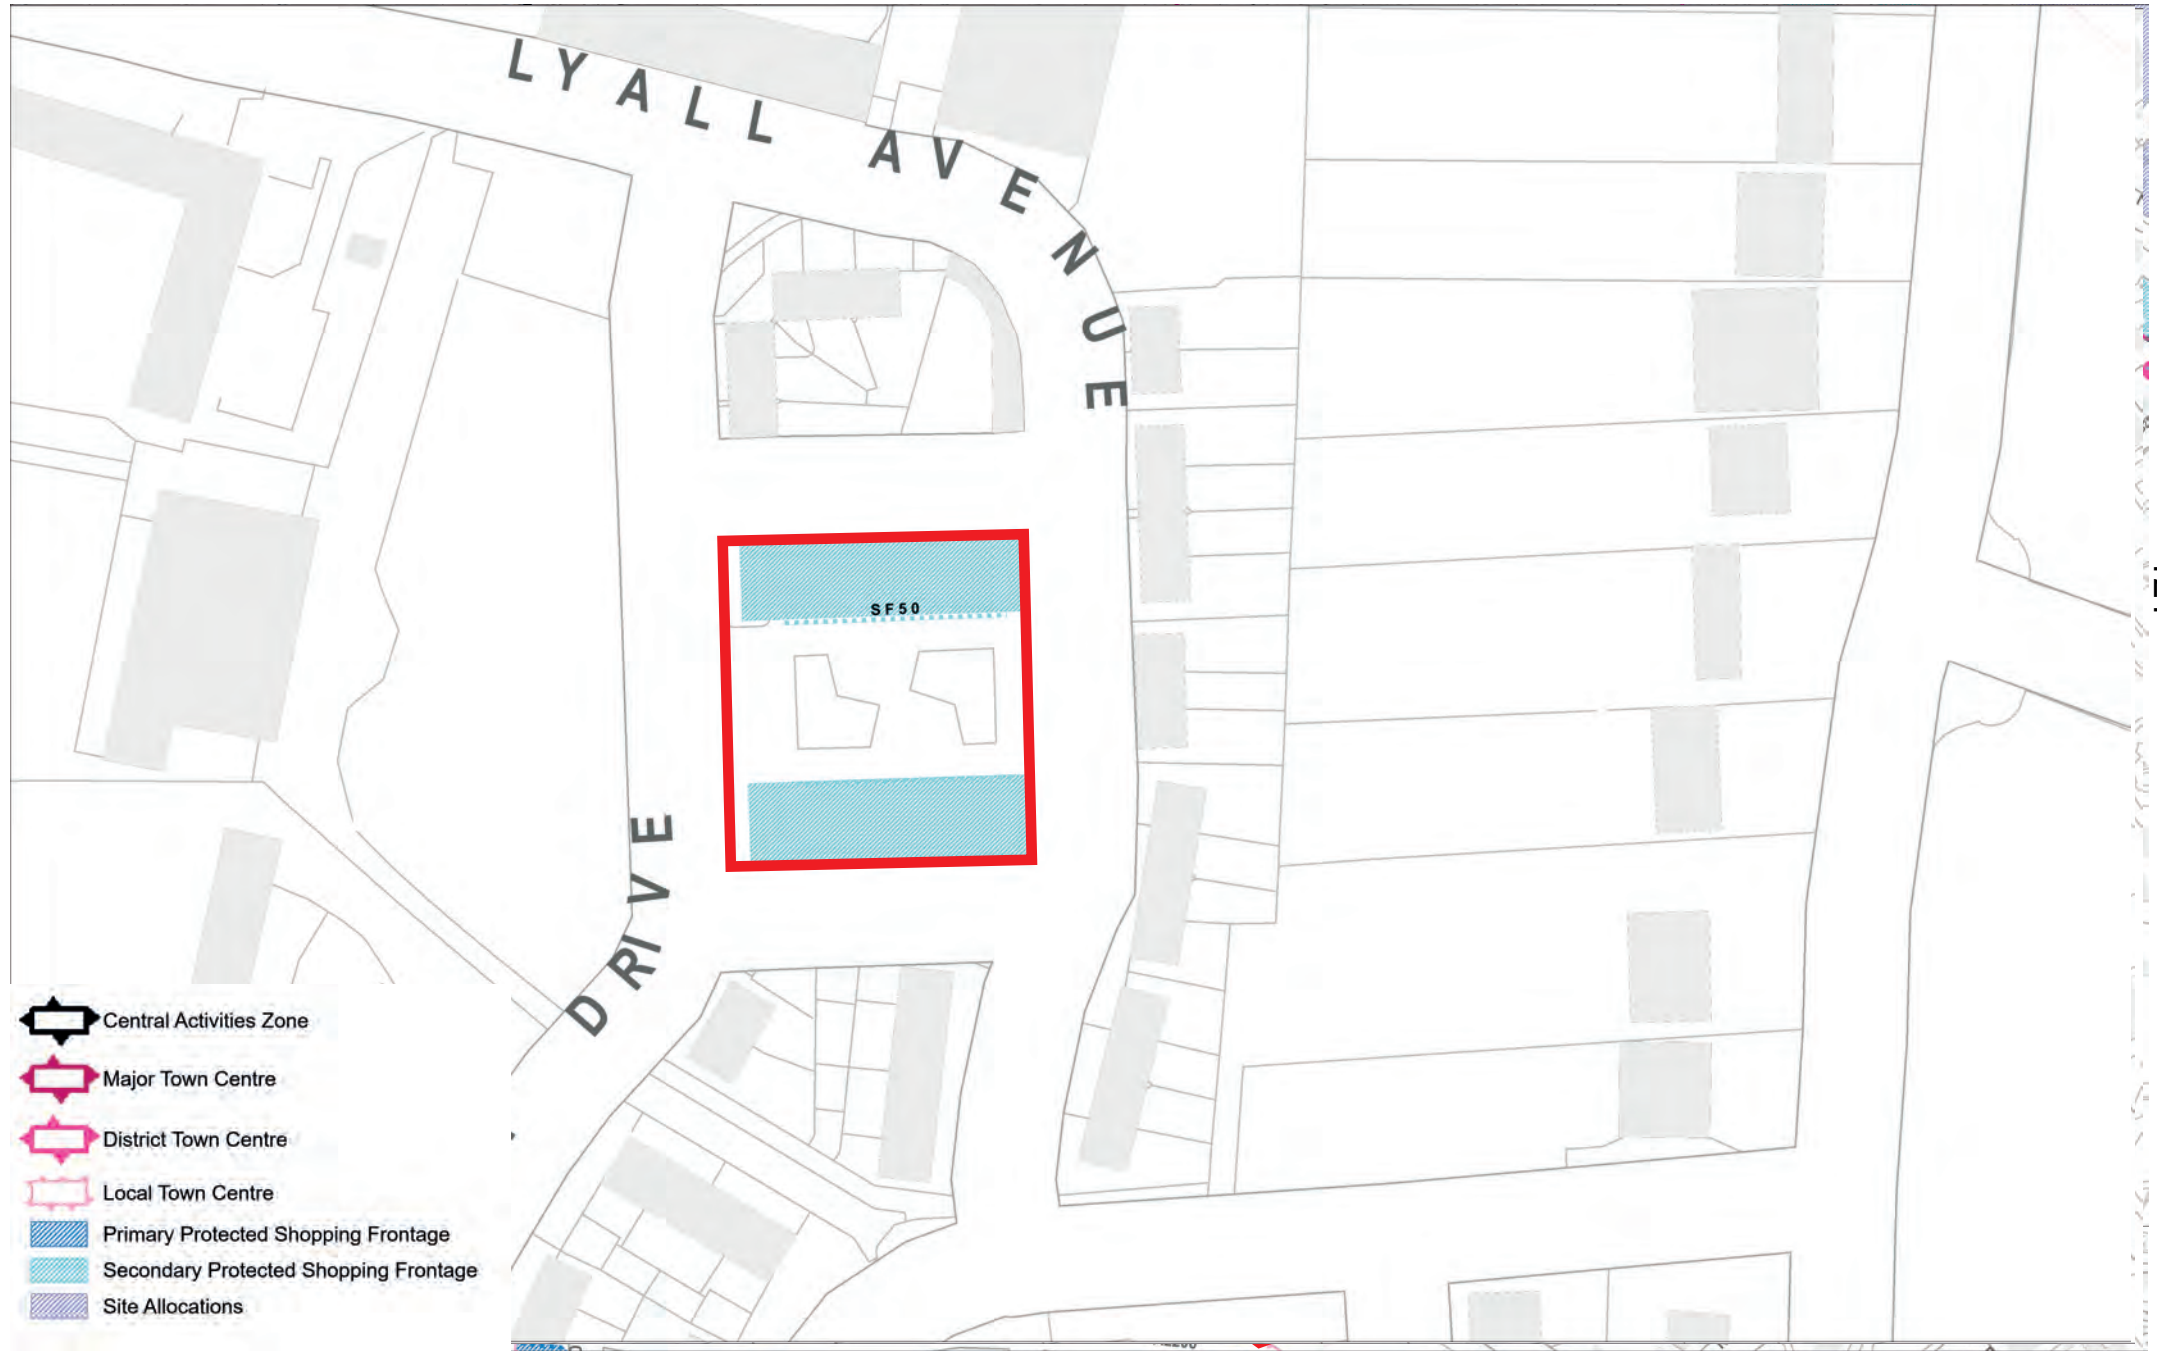 LYALL AVENUE
SF50
DRIVE
Central Activities Zone
Major Town Centre
District Town Centre
Local Town Centre
Primary Protected Shopping Frontage
Secondary Protected Shopping Frontage
Site Allocations